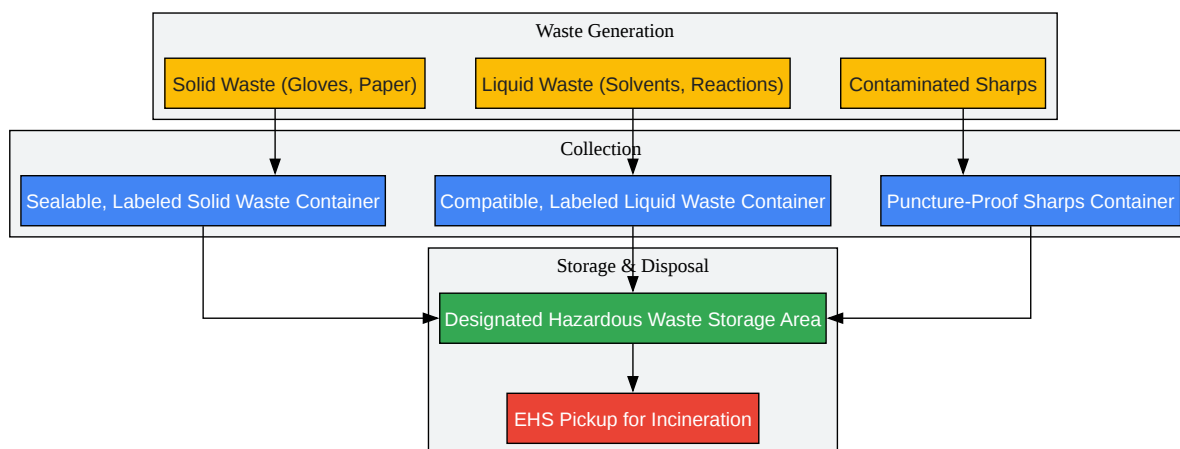 Waste Generation
Solid Waste (Gloves, Paper)
Liquid Waste (Solvents, Reactions)
Contaminated Sharps
Collection
Sealable, Labeled Solid Waste Container
Compatible, Labeled Liquid Waste Container
Puncture-Proof Sharps Container
Storage & Disposal
Designated Hazardous Waste Storage Area
EHS Pickup for Incineration